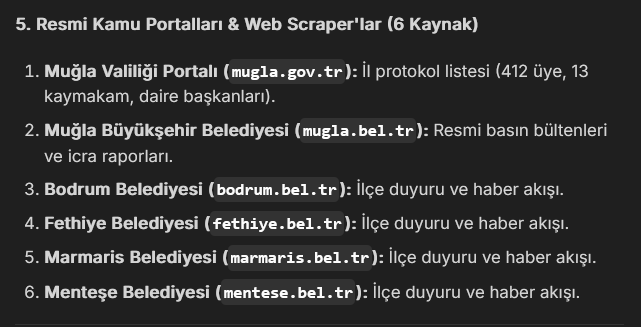 5. Resmi Kamu Portalları & Web Scraper'lar (6 Kaynak)
1. Muğla Valiliği Portalı (mugla.gov.tr): İl protokol listesi (412 üye, 13
kaymakam, daire başkanları).
2. Muğla Büyükşehir Belediyesi (mugla.bel.tr): Resmi basın bültenleri
ve icra raporları.
3. Bodrum Belediyesi (bodrum.bel.tr): İlçe duyuru ve haber akışı.
4. Fethiye Belediyesi (fethiye.bel.tr): İlçe duyuru ve haber akışı.
5. Marmaris Belediyesi (marmaris.bel.tr): İlçe duyuru ve haber akışı.
6. Menteşe Belediyesi (mentese.bel.tr): İlçe duyuru ve haber akışı.